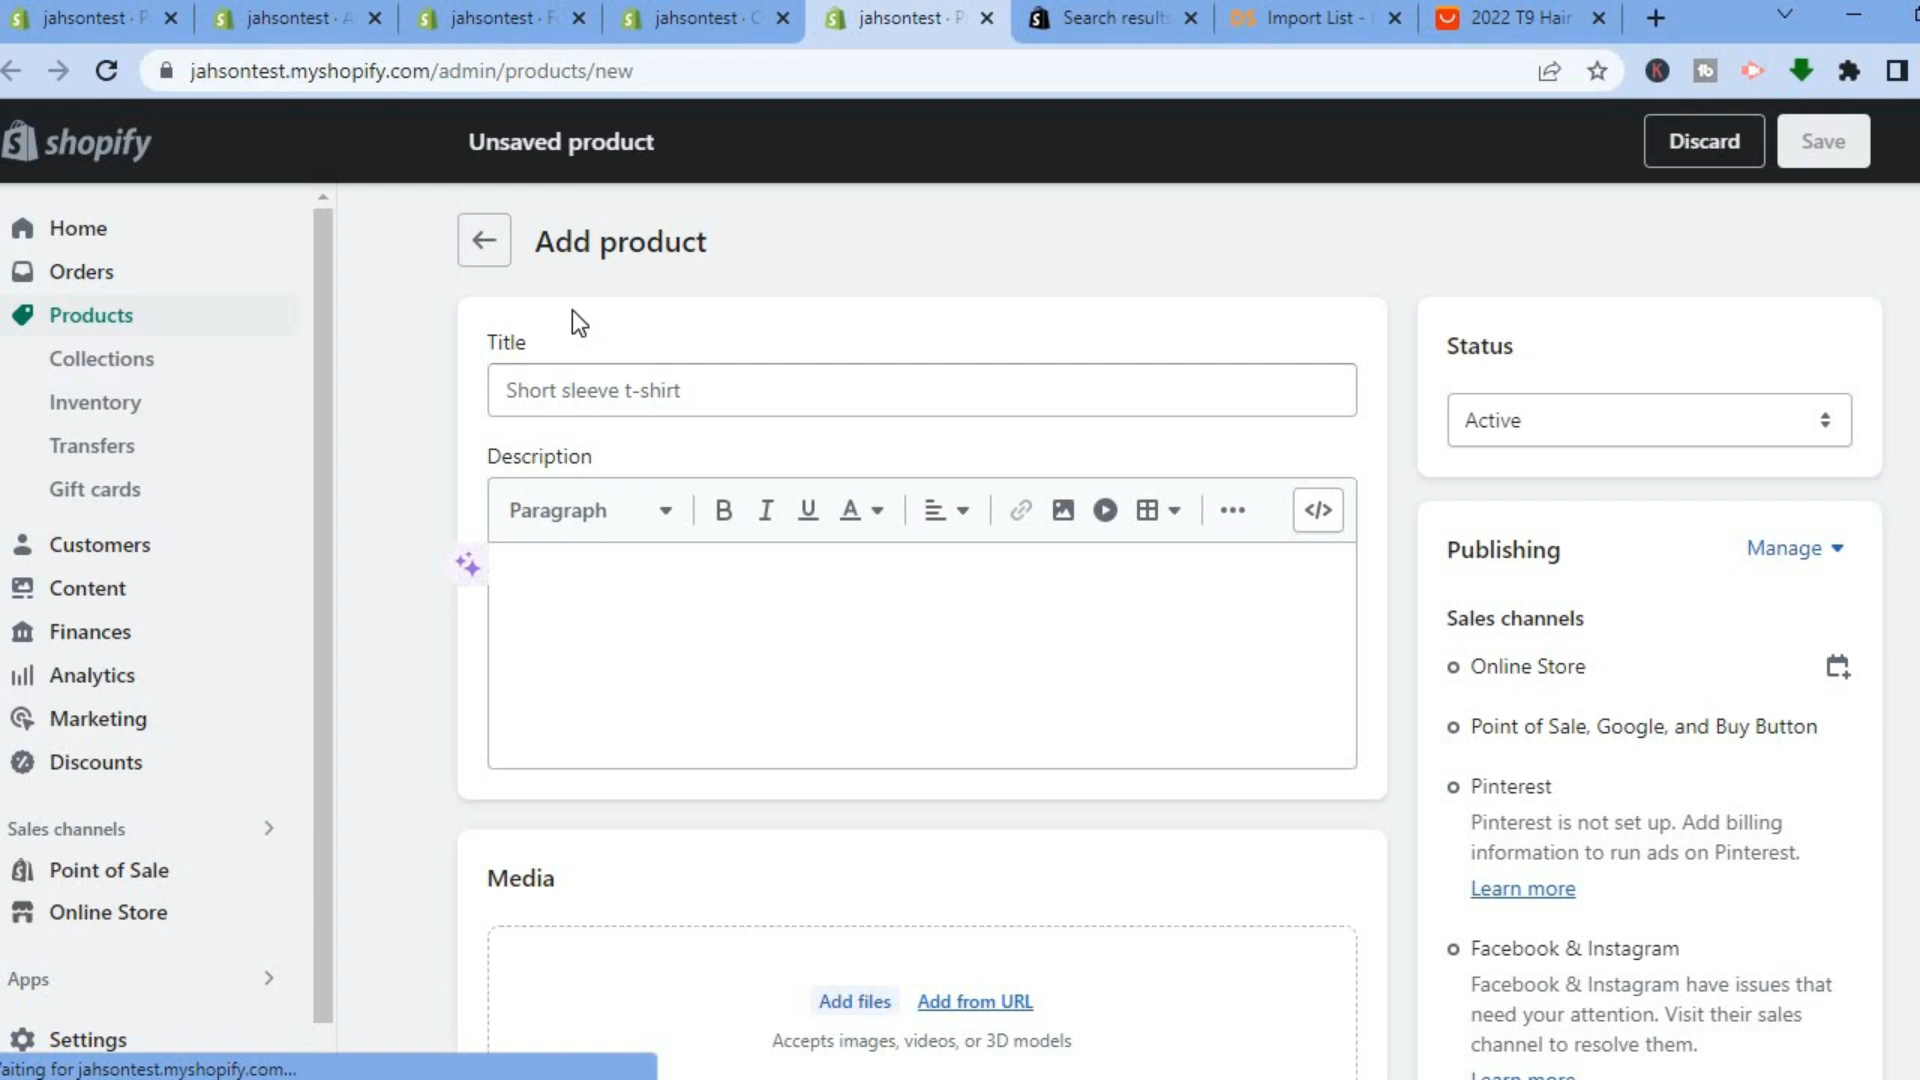 jahsontest · P
jahsontest · A
jahsontest · F
jahsontest · C
jahsontest · P
Search result
Import List -
2022 T9 Hair
jahsontest.myshopify.com/admin/products/new
shopify
Unsaved product
Discard
Save
Home
Orders
Products
Collections
Inventory
Transfers
Gift cards
Customers
Content
Finances
Analytics
Marketing
Discounts
Sales channels
Point of Sale
Online Store
Apps
Settings
aiting for jahsontest.myshopify.com...
Add product
Title
Short sleeve t-shirt
Description
Paragraph
B I U A
</>
Media
Add files Add from URL
Accepts images, videos, or 3D models
Status
Active
Publishing
Manage
Sales channels
Online Store
Point of Sale, Google, and Buy Button
Pinterest
Pinterest is not set up. Add billing
information to run ads on Pinterest.
Learn more
Facebook & Instagram
Facebook & Instagram have issues that
need your attention. Visit their sales
channel to resolve them.
Learn more